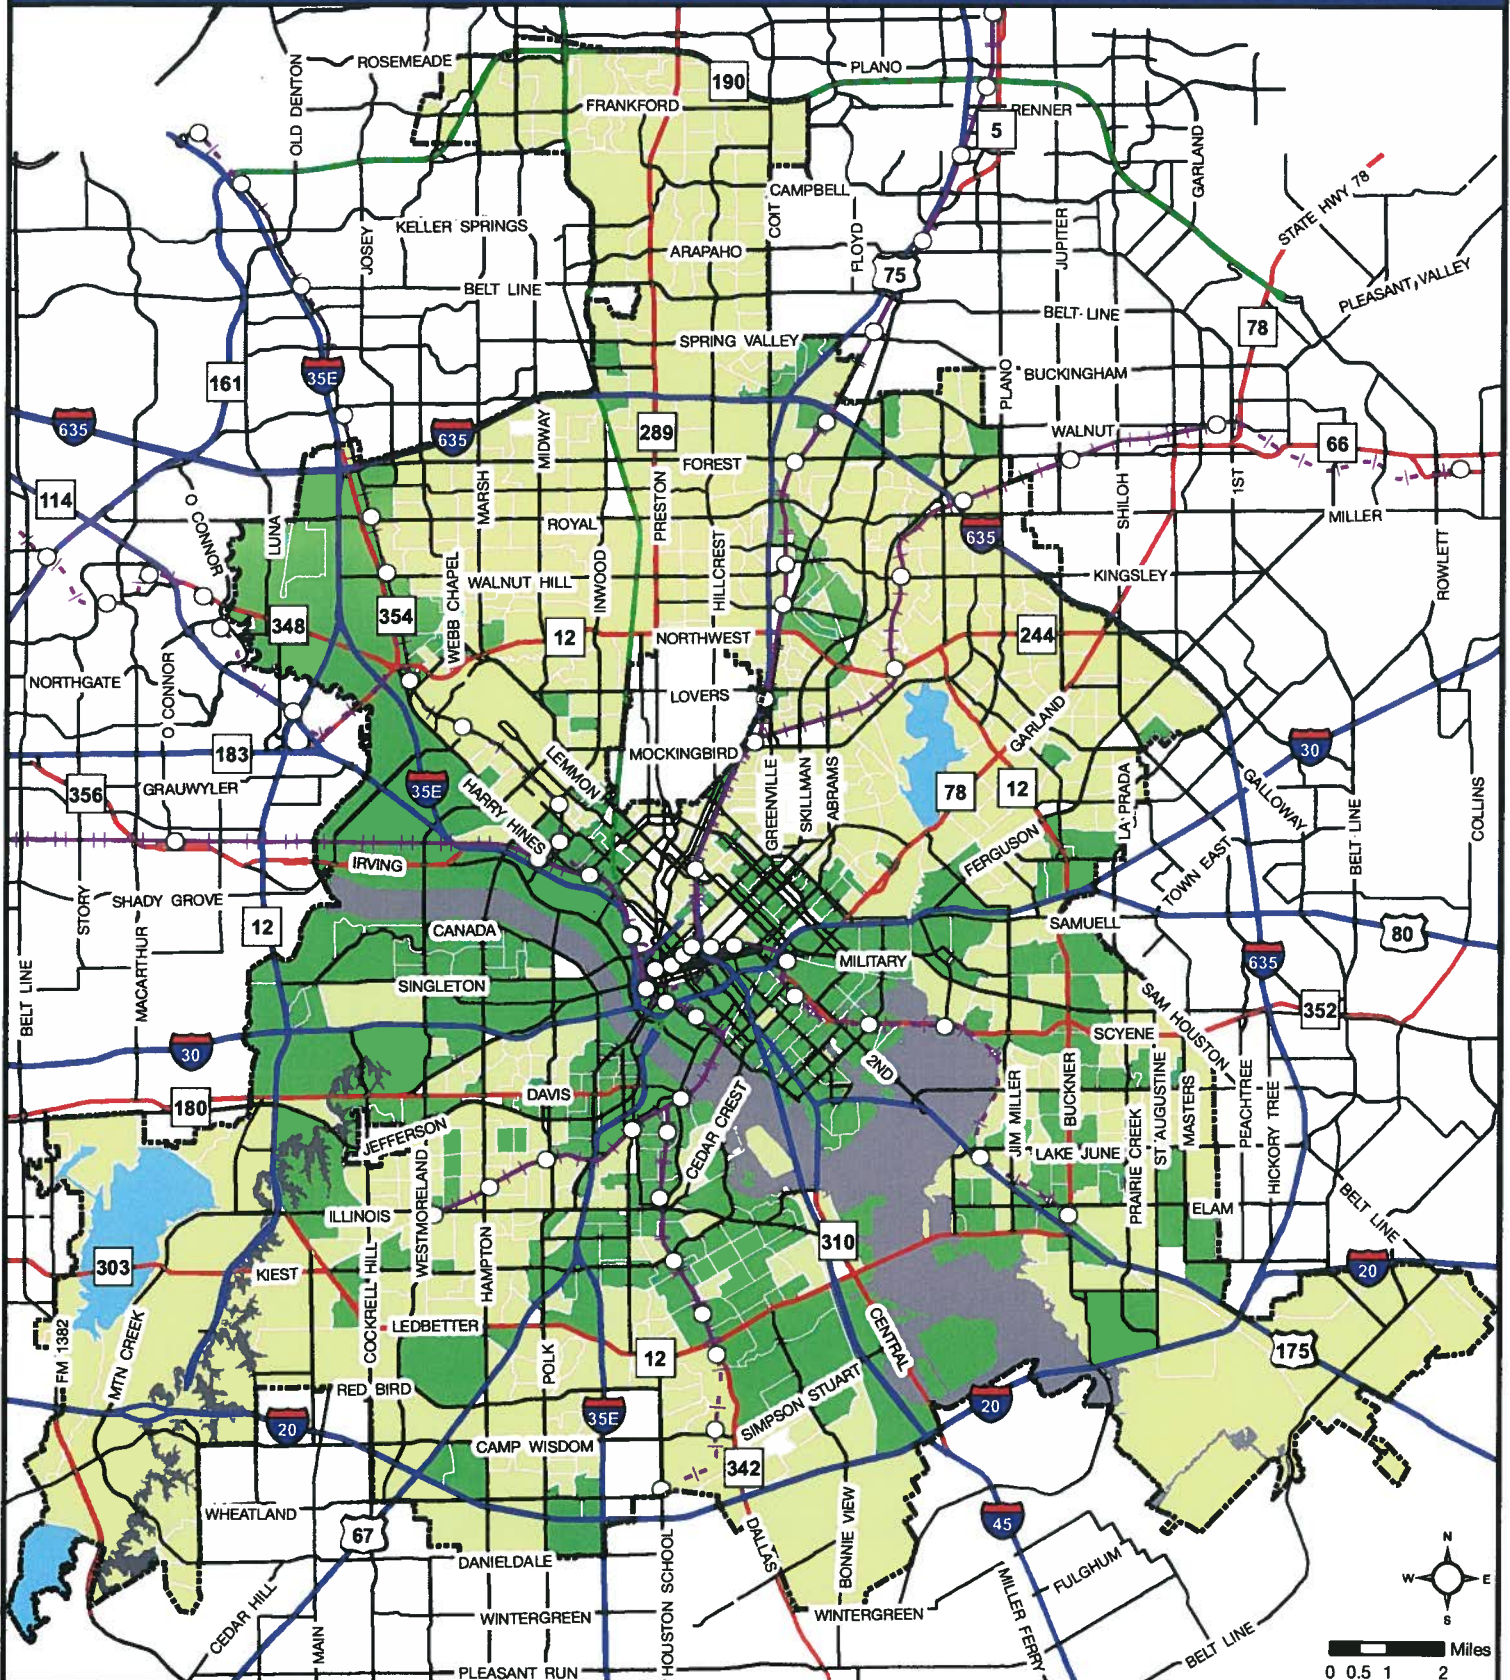 ROSEMEADE
PLANO
190
FRANKFORD
RENNER
5
OLD DENTON
GARLAND
CAMPBELL
STATE HWY 78
KELLER SPRINGS
JOSEY
COIT
FLOYD
JUPITER
ARAPAHO
75
PLEASANT VALLEY
BELT LINE
BELT-LINE
78
SPRING VALLEY
161
35E
BUCKINGHAM
PLANO
635
635
MIDWAY
289
WALNUT
66
FOREST
114
O CONNOR
LUNA
MARSH
ROYAL
PRESTON
SHILOH
1ST
MILLER
635
WEBB CHAPEL
WALNUT HILL
INWOOD
HILLCREST
KINGSLEY
ROWLETT
348
354
12
NORTHWEST
244
NORTHGATE
O CONNOR
LOVERS
GARLAND
183
MOCKINGBIRD
30
356
GRAUWYLER
35E
LEMMON
HARRY HINES
GREENVILLE
SKILLMAN
ABRAMS
78
12
LA PRADA
GALLOWAY
BELT LINE
COLLINS
IRVING
FERGUSON
TOWN EAST
STORY
SHADY GROVE
12
CANADA
SAMUELL
80
MACARTHUR
MILITARY
635
BELT LINE
SINGLETON
SAM HOUSTON
352
SCYENE
30
2ND
180
DAVIS
JIM MILLER
BUCKNER
PRAIRIE CREEK
ST AUGUSTINE
MASTERS
PEACHTREE
HICKORY TREE
JEFFERSON
CEDAR CREST
LAKE JUNE
WESTMORELAND
ILLINOIS
ELAM
BELT LINE
310
303
KIEST
COCKRELL HILL
HAMPTON
20
FM 1382
MTN CREEK
LEDBETTER
12
CENTRAL
175
POLK
RED BIRD
SIMPSON STUART
20
35E
20
CAMP WISDOM
342
WHEATLAND
67
BONNIE VIEW
45
DALLAS
DANIELDALE
HOUSTON SCHOOL
FULGHUM
MILLER FERRY
N
W E
S
CEDAR HILL
MAIN
WINTERGREEN
WINTERGREEN
BELT LINE
PLEASANT RUN
Miles
0 0.5 1 2